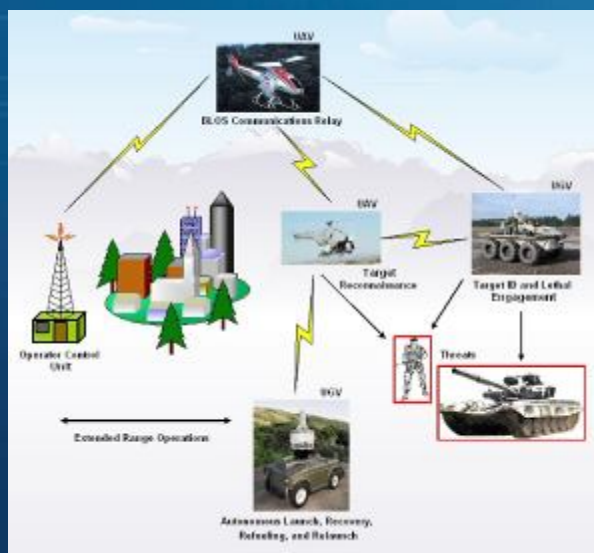 UAV
BLOS Communications Relay
UAV
UGV
Target
Reconnaissance
Target ID and Lethal
Engagement
Operator Control
Unit
Threats
UGV
Extended Range Operations
Autonomous Launch, Recovery,
Refueling, and Relaunch